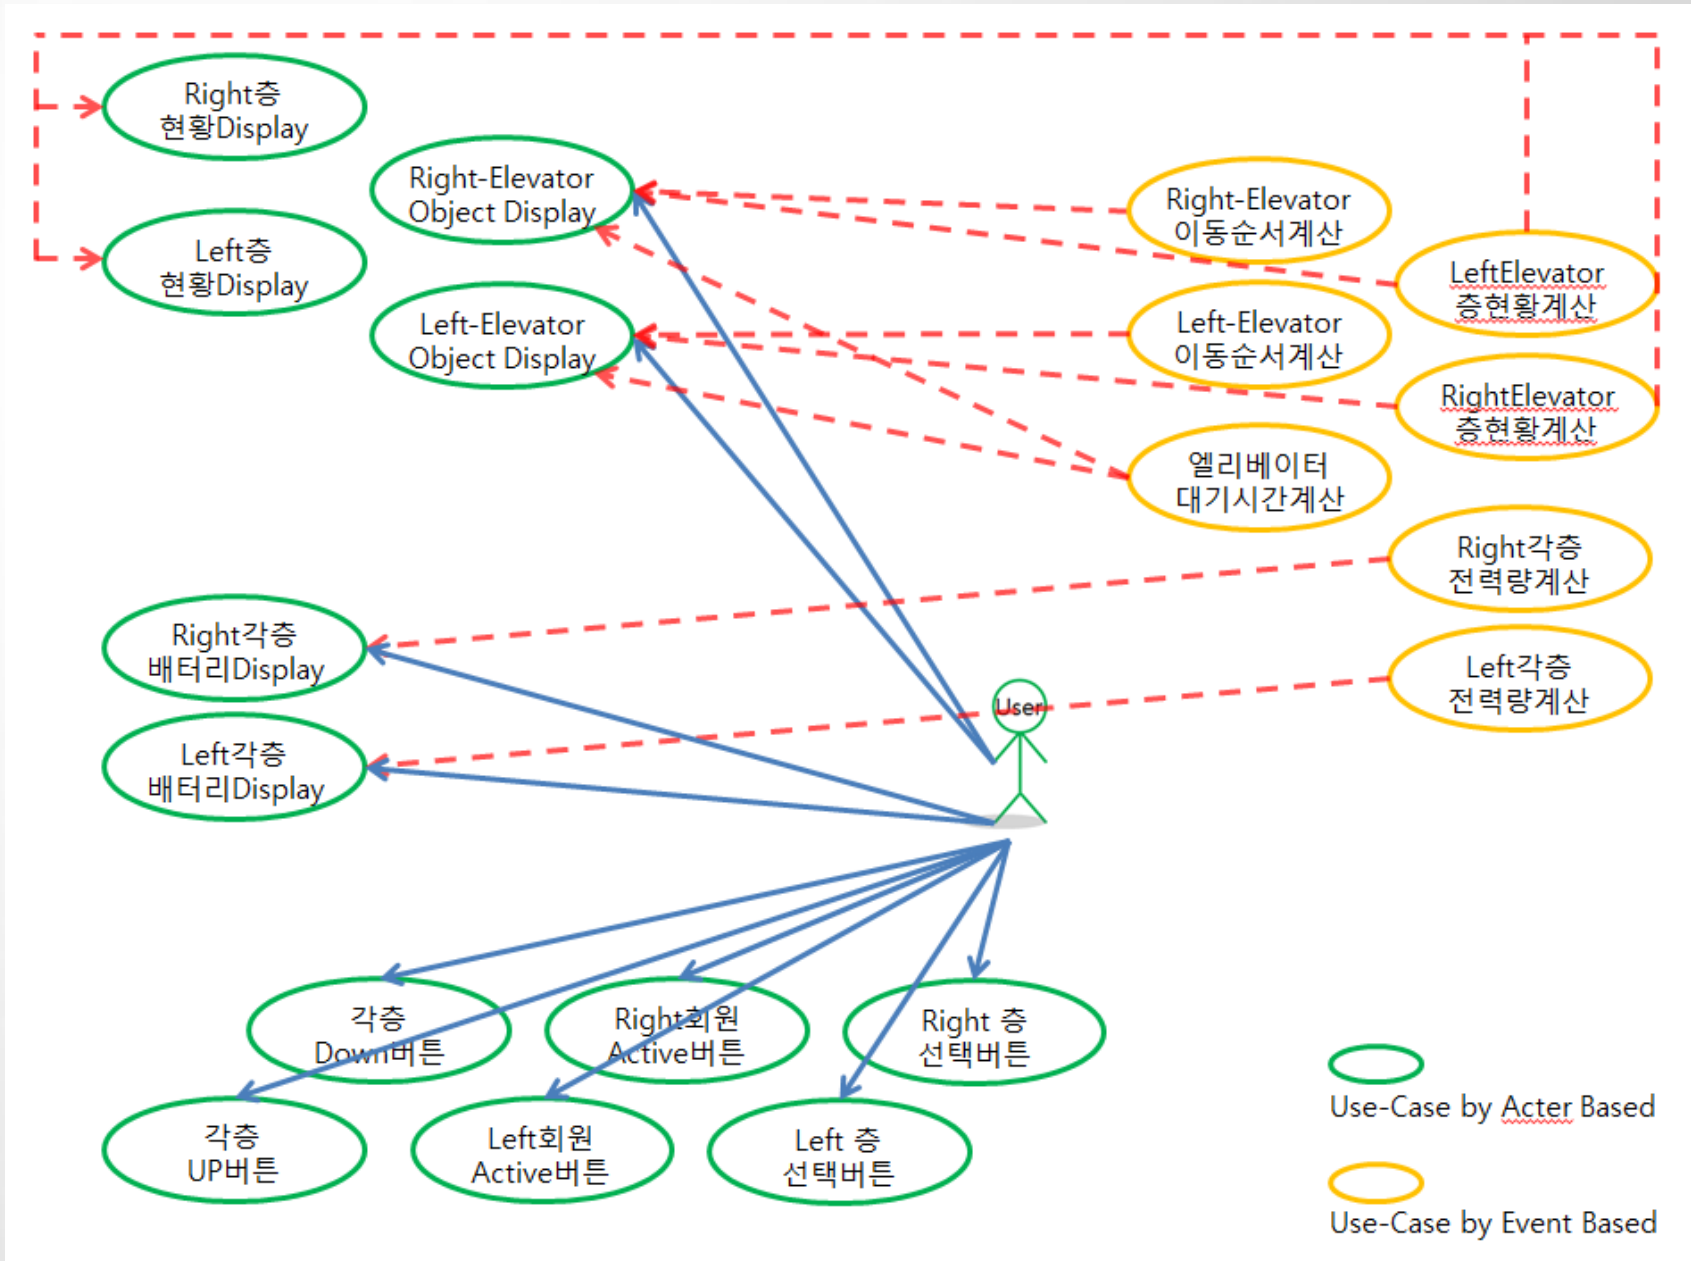 Right층
현황Display
Right-Elevator
Object Display
Right-Elevator
이동순서계산
Left층
현황Display
LeftElevator
층현황계산
Left-Elevator
Object Display
Left-Elevator
이동순서계산
RightElevator
층현황계산
엘리베이터
대기시간계산
Right각층
전력량계산
Right각층
배터리Display
Left각층
전력량계산
User
Left각층
배터리Display
각층
Down버튼
Right회원
Active버튼
Right 층
선택버튼
각층
UP버튼
Left회원
Active버튼
Left 층
선택버튼
Use-Case by Acter Based
Use-Case by Event Based